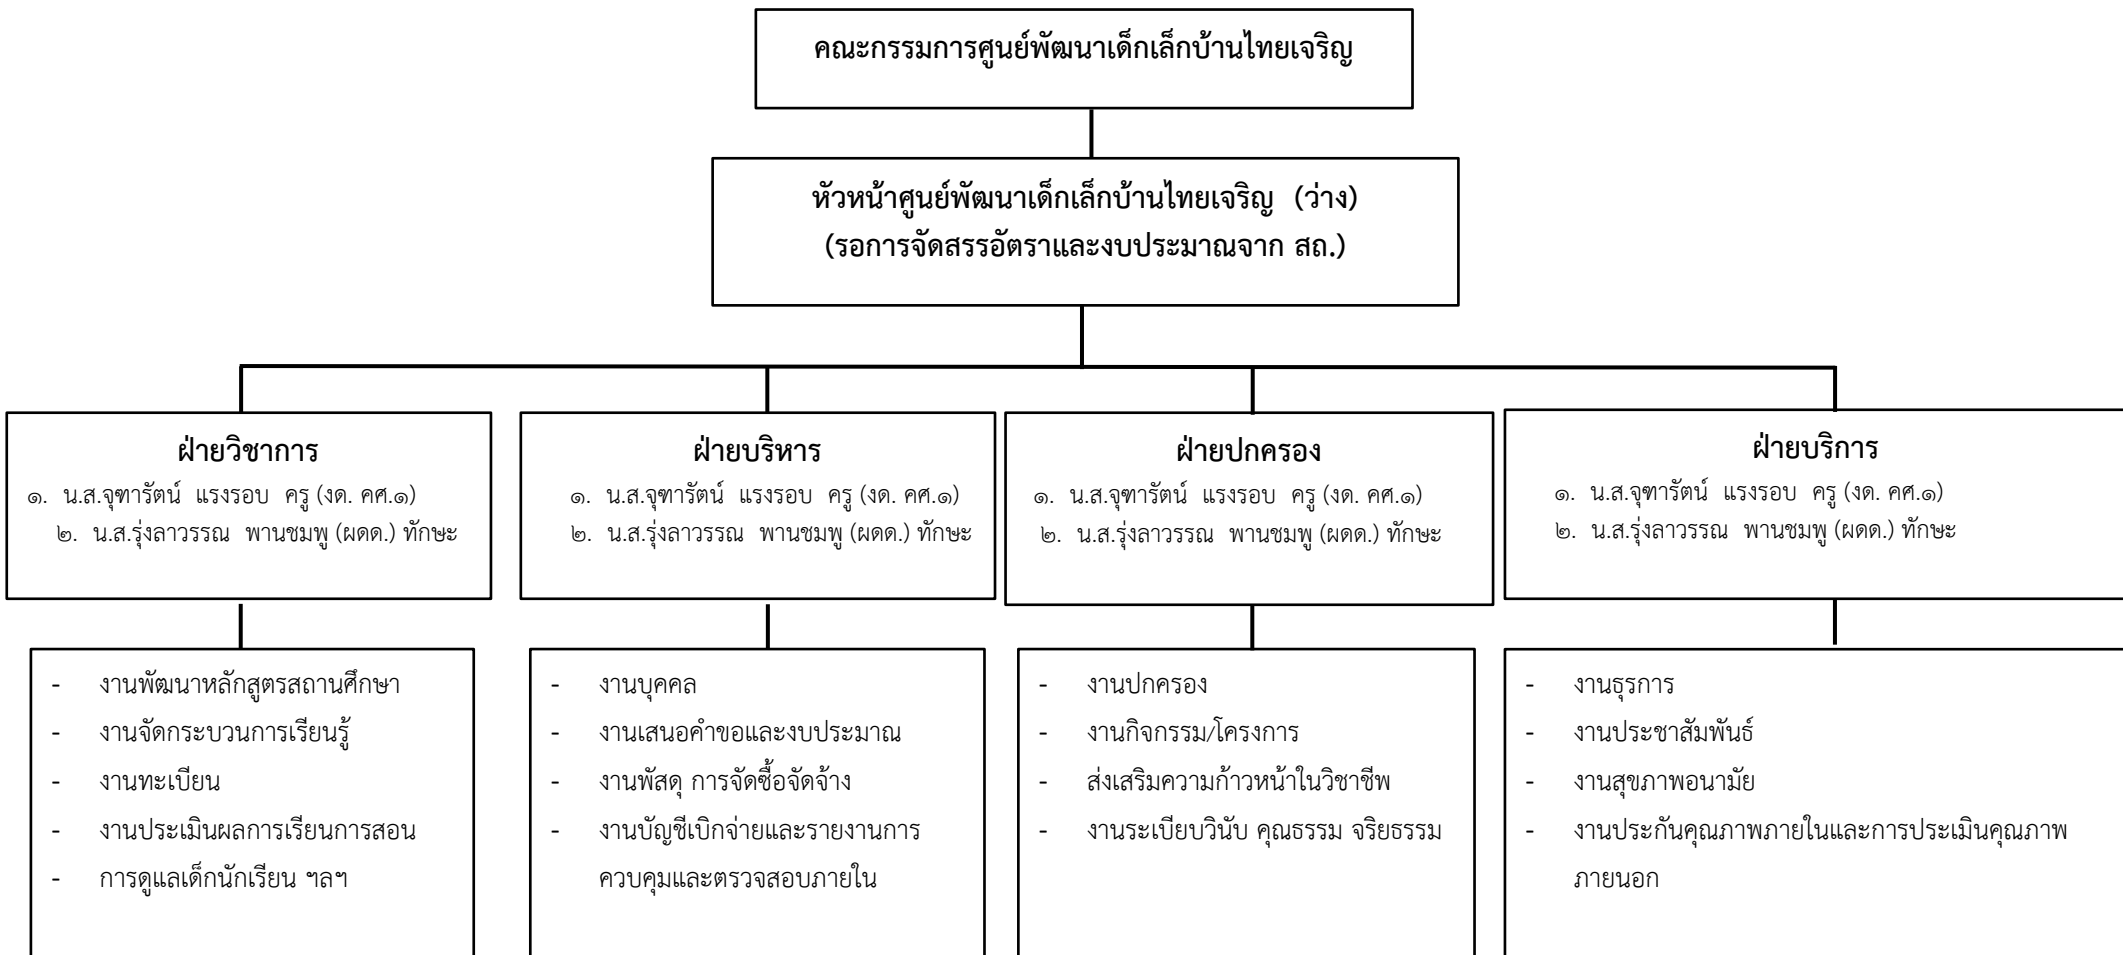 คณะกรรมการศูนย์พัฒนาเด็กเล็กบ้านไทยเจริญ
หัวหน้าศูนย์พัฒนาเด็กเล็กบ้านไทยเจริญ (ว่าง)
(รอการจัดสรรอัตราและงบประมาณจาก สถ.)
ฝ่ายวิชาการ
๑. น.ส.จุฑารัตน์ แรงรอบ ครู (งด. คศ.๑)
๒. น.ส.รุ่งลาวรรณ พานชมพู (ผดด.) ทักษะ
ฝ่ายบริหาร
๑. น.ส.จุฑารัตน์ แรงรอบ ครู (งด. คศ.๑)
๒. น.ส.รุ่งลาวรรณ พานชมพู (ผดด.) ทักษะ
ฝ่ายปกครอง
๑. น.ส.จุฑารัตน์ แรงรอบ ครู (งด. คศ.๑)
๒. น.ส.รุ่งลาวรรณ พานชมพู (ผดด.) ทักษะ
ฝ่ายบริการ
๑. น.ส.จุฑารัตน์ แรงรอบ ครู (งด. คศ.๑)
๒. น.ส.รุ่งลาวรรณ พานชมพู (ผดด.) ทักษะ
- งานพัฒนาหลักสูตรสถานศึกษา
- งานจัดกระบวนการเรียนรู้
- งานทะเบียน
- งานประเมินผลการเรียนการสอน
- การดูแลเด็กนักเรียน ฯลฯ
- งานบุคคล
- งานเสนอคำขอและงบประมาณ
- งานพัสดุ การจัดซื้อจัดจ้าง
- งานบัญชีเบิกจ่ายและรายงานการ
ควบคุมและตรวจสอบภายใน
- งานปกครอง
- งานกิจกรรม/โครงการ
- ส่งเสริมความก้าวหน้าในวิชาชีพ
- งานระเบียบวินับ คุณธรรม จริยธรรม
- งานธุรการ
- งานประชาสัมพันธ์
- งานสุขภาพอนามัย
- งานประกันคุณภาพภายในและการประเมินคุณภาพ
ภายนอก